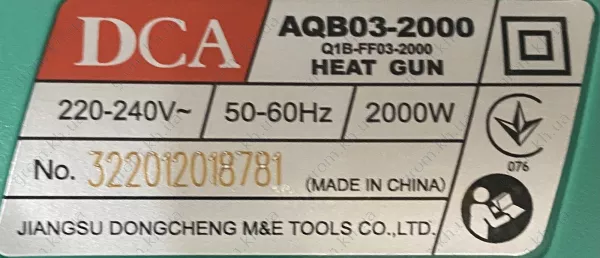 DCA
AQB03-2000
Q1B-FF03-2000
HEAT GUN
220-240V~ 50-60Hz 2000W
No. 322012018781 (MADE IN CHINA)
076
JIANGSU DONGCHENG M&E TOOLS CO.,LTD.